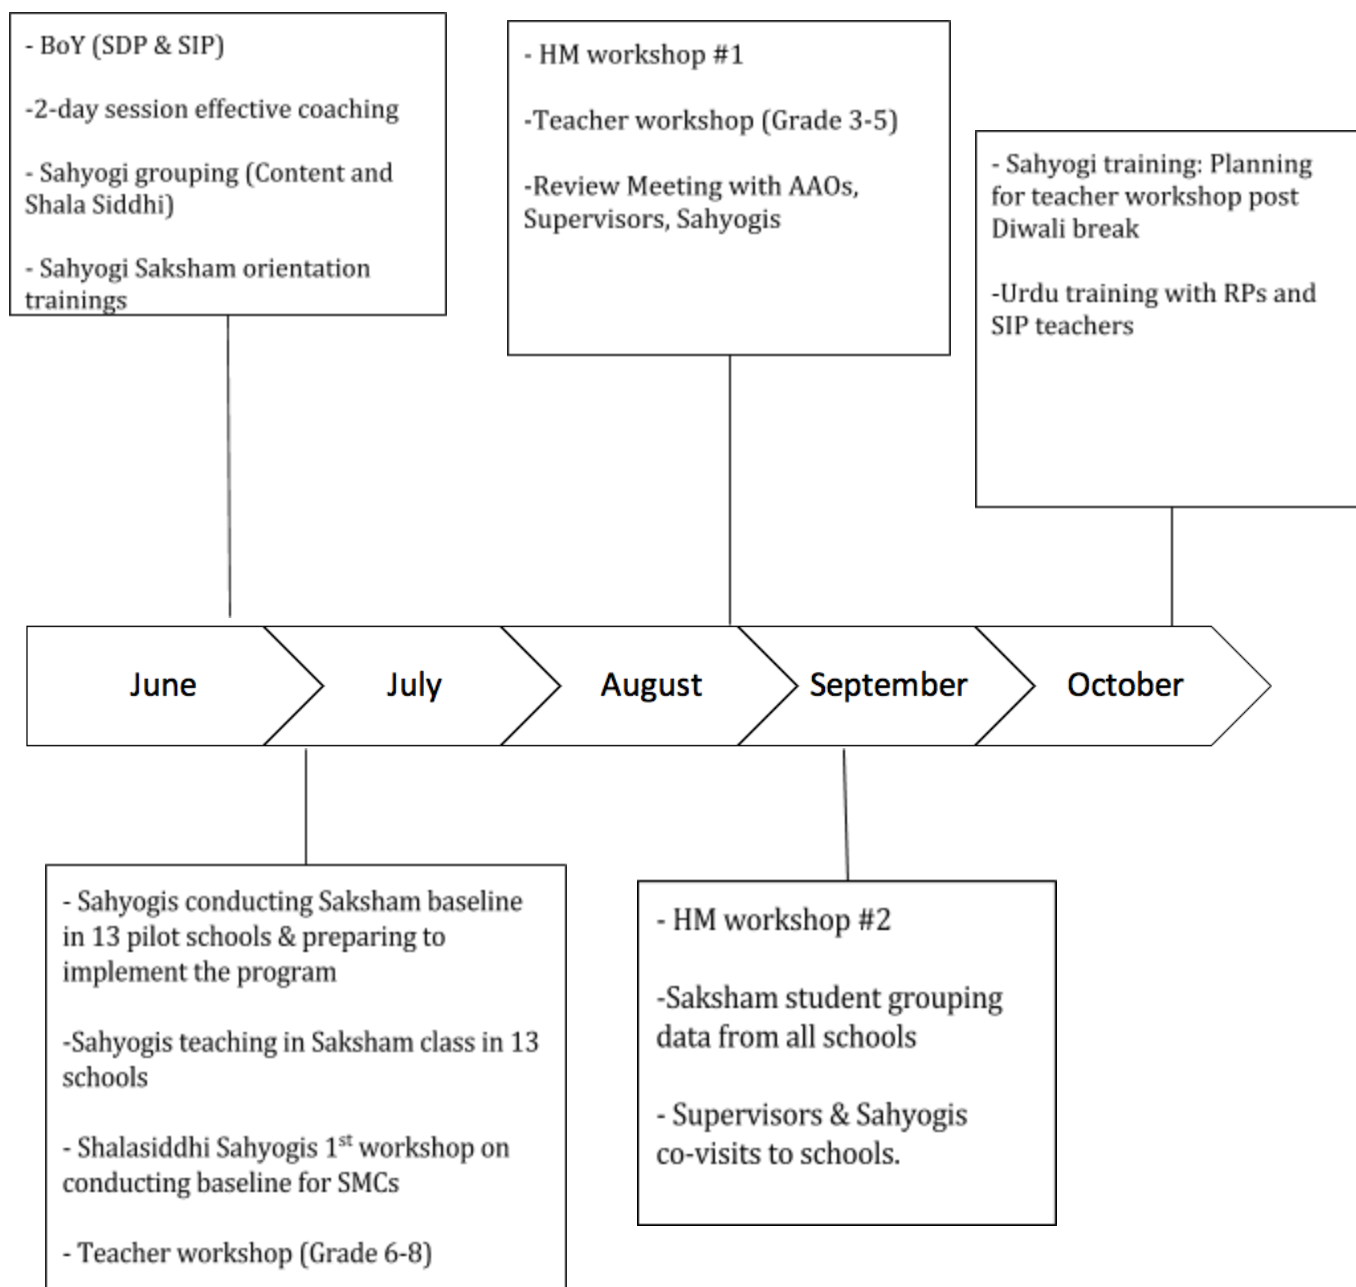 - BoY (SDP & SIP)
-2-day session effective coaching
- Sahyogi grouping (Content and
Shala Siddhi)
- Sahyogi Saksham orientation
trainings
- HM workshop #1
-Teacher workshop (Grade 3-5)
-Review Meeting with AAOs,
Supervisors, Sahyogis
- Sahyogi training: Planning
for teacher workshop post
Diwali break
-Urdu training with RPs and
SIP teachers
June
July
August
September
October
- Sahyogis conducting Saksham baseline
in 13 pilot schools & preparing to
implement the program
-Sahyogis teaching in Saksham class in 13
schools
- Shalasiddhi Sahyogis 1st workshop on
conducting baseline for SMCs
- Teacher workshop (Grade 6-8)
- HM workshop #2
-Saksham student grouping
data from all schools
- Supervisors & Sahyogis
co-visits to schools.